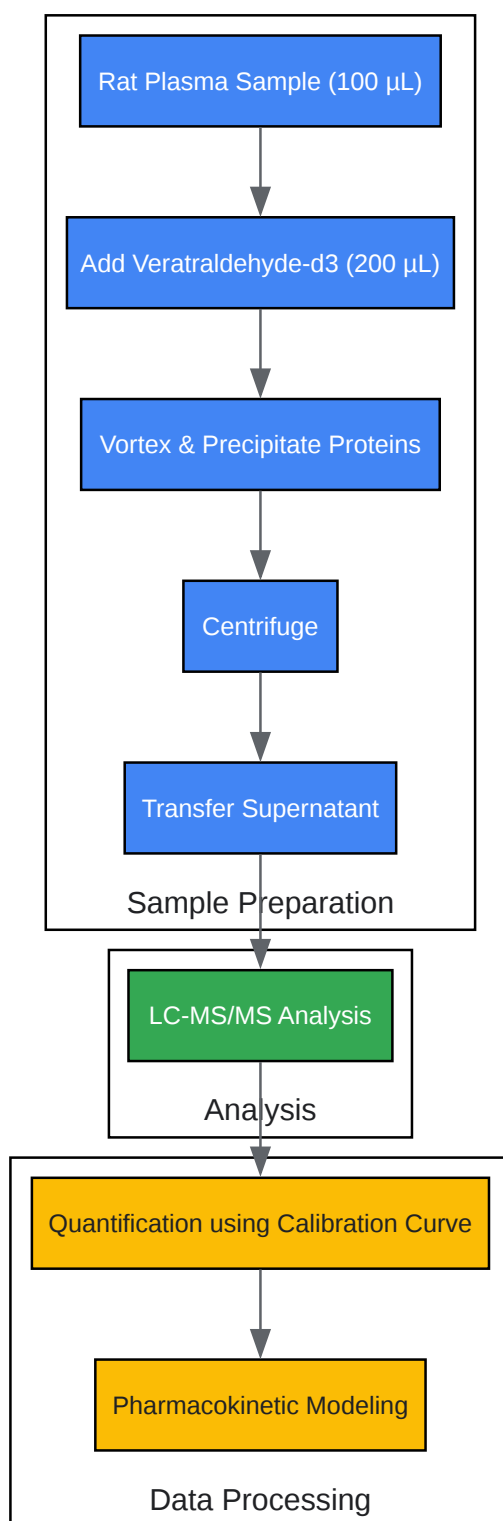 Rat Plasma Sample (100 µL)
Add Veratraldehyde-d3 (200 µL)
Vortex & Precipitate Proteins
Centrifuge
Transfer Supernatant
Sample Preparation
LC-MS/MS Analysis
Analysis
Quantification using Calibration Curve
Pharmacokinetic Modeling
Data Processing